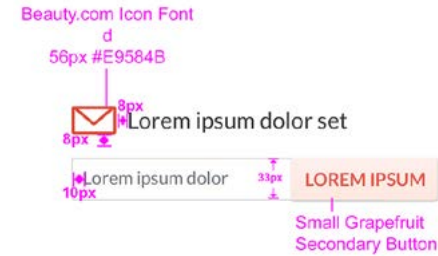 Beauty.com Icon Font
d
56px #E9584B
8px
Lorem ipsum dolor set
8px
Lorem ipsum dolor
33px
LOREM IPSUM
10px
Small Grapefruit
Secondary Button